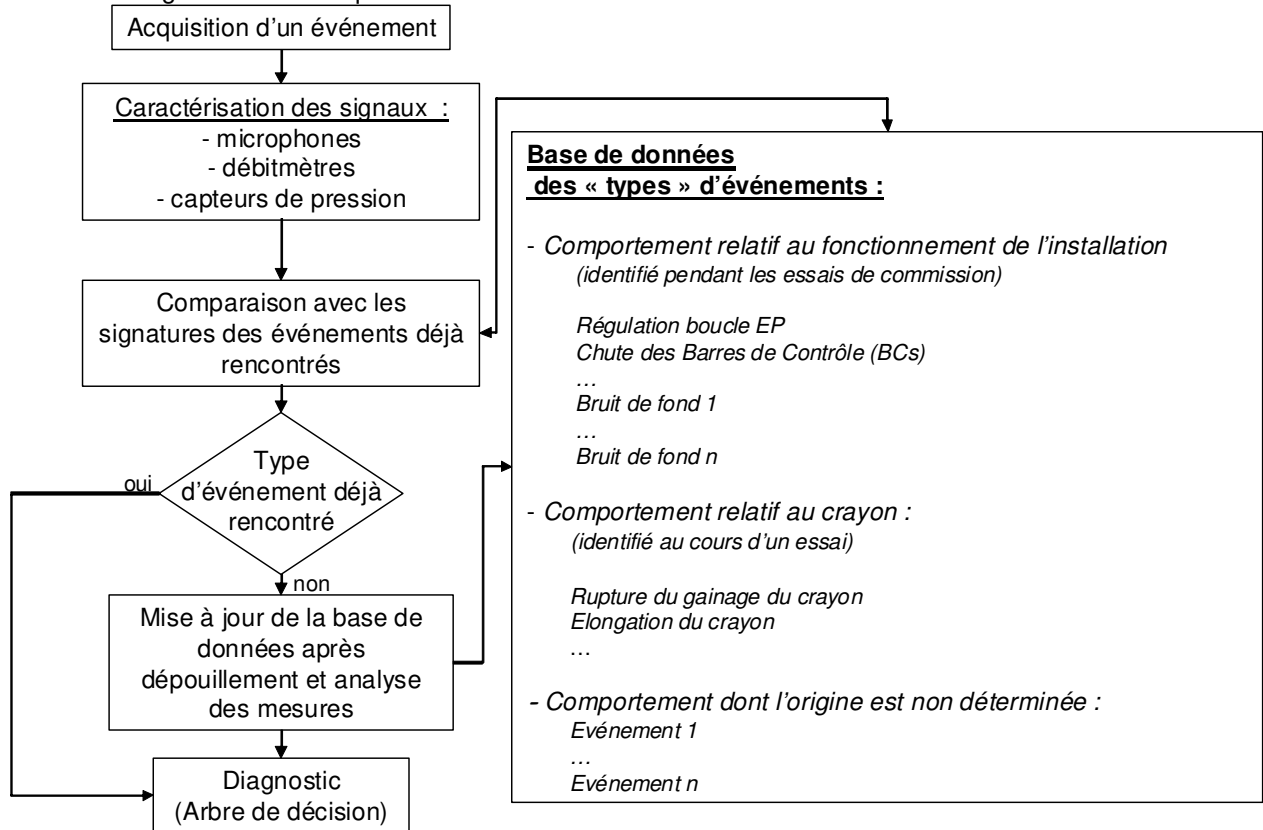 Acquisition d'un événement
Caractérisation des signaux :
- microphones
- débitmètres
- capteurs de pression
Comparaison avec les
signatures des événements déjà
rencontrés
Type
d'événement déjà
rencontré
oui
non
Mise à jour de la base de
données après
dépouillement et analyse
des mesures
Diagnostic
(Arbre de décision)
Base de données
des « types » d'événements :
- Comportement relatif au fonctionnement de l'installation
(identifié pendant les essais de commission)
Régulation boucle EP
Chute des Barres de Contrôle (BCs)
...
Bruit de fond 1
...
Bruit de fond n
- Comportement relatif au crayon :
(identifié au cours d'un essai)
Rupture du gainage du crayon
Elongation du crayon
...
- Comportement dont l'origine est non déterminée :
Evénement 1
...
Evénement n